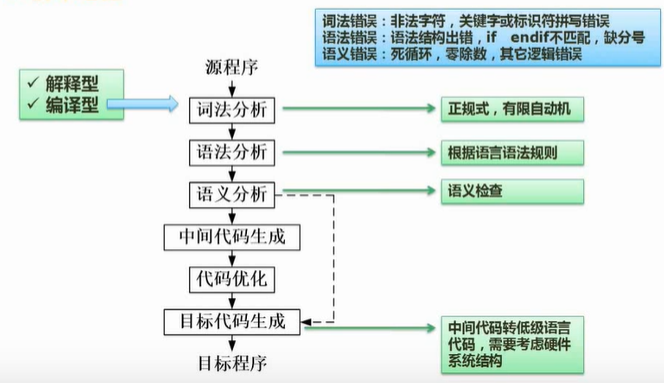 词法错误：非法字符，关键字或标识符拼写错误
语法错误：语法结构出错，if endif不匹配，缺分号
语义错误：死循环，零除数，其它逻辑错误
✓ 解释型
✓ 编译型
源程序
词法分析
正规式，有限自动机
语法分析
根据语言语法规则
语义分析
语义检查
中间代码生成
代码优化
目标代码生成
中间代码转低级语言
代码，需要考虑硬件
系统结构
目标程序